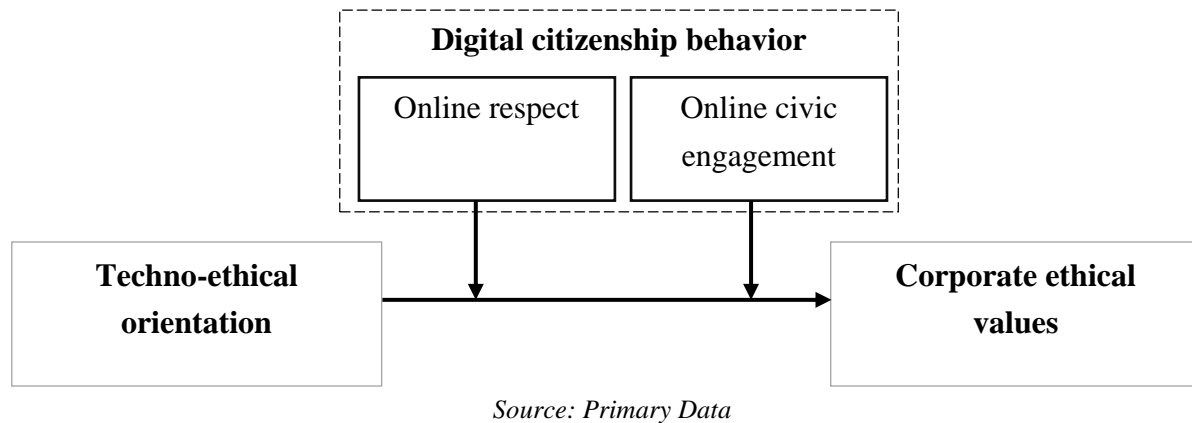 Digital citizenship behavior
Online respect
Online civic
engagement
Techno-ethical
orientation
Corporate ethical
values
Source: Primary Data